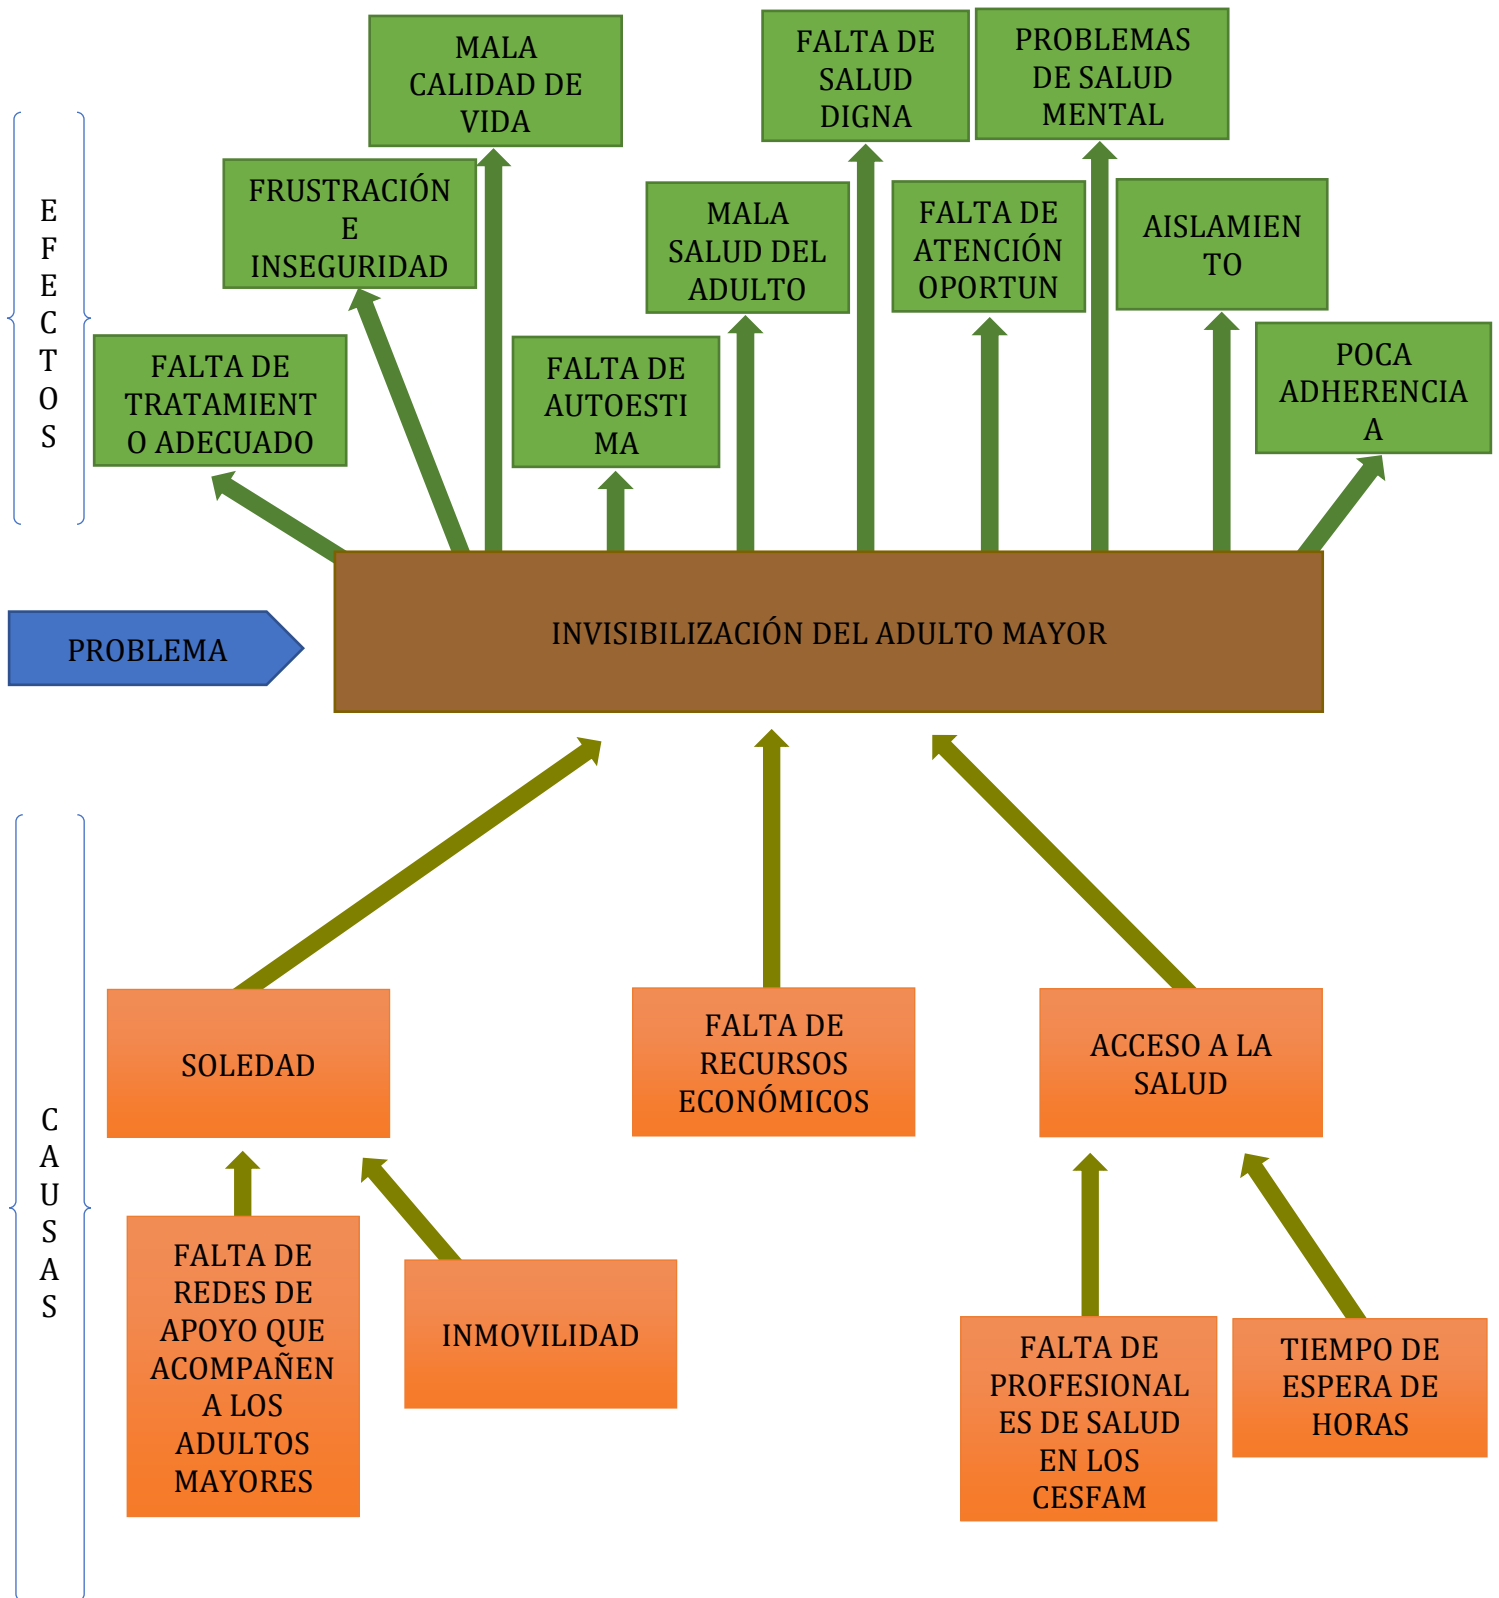 MALA
CALIDAD DE
VIDA
FALTA DE
SALUD
DIGNA
PROBLEMAS
DE SALUD
MENTAL
FRUSTRACIÓN
E
INSEGURIDAD
MALA
SALUD DEL
ADULTO
FALTA DE
ATENCIÓN
OPORTUN
AISLAMIEN
TO
E
F
E
C
T
O
S
FALTA DE
TRATAMIENT
O ADECUADO
FALTA DE
AUTOESTI
MA
POCA
ADHERENCIA
A
PROBLEMA
INVISIBILIZACIÓN DEL ADULTO MAYOR
SOLEDAD
FALTA DE
RECURSOS
ECONÓMICOS
ACCESO A LA
SALUD
C
A
U
S
A
S
FALTA DE
REDES DE
APOYO QUE
ACOMPAÑEN
A LOS
ADULTOS
MAYORES
INMOVILIDAD
FALTA DE
PROFESIONAL
ES DE SALUD
EN LOS
CESFAM
TIEMPO DE
ESPERA DE
HORAS